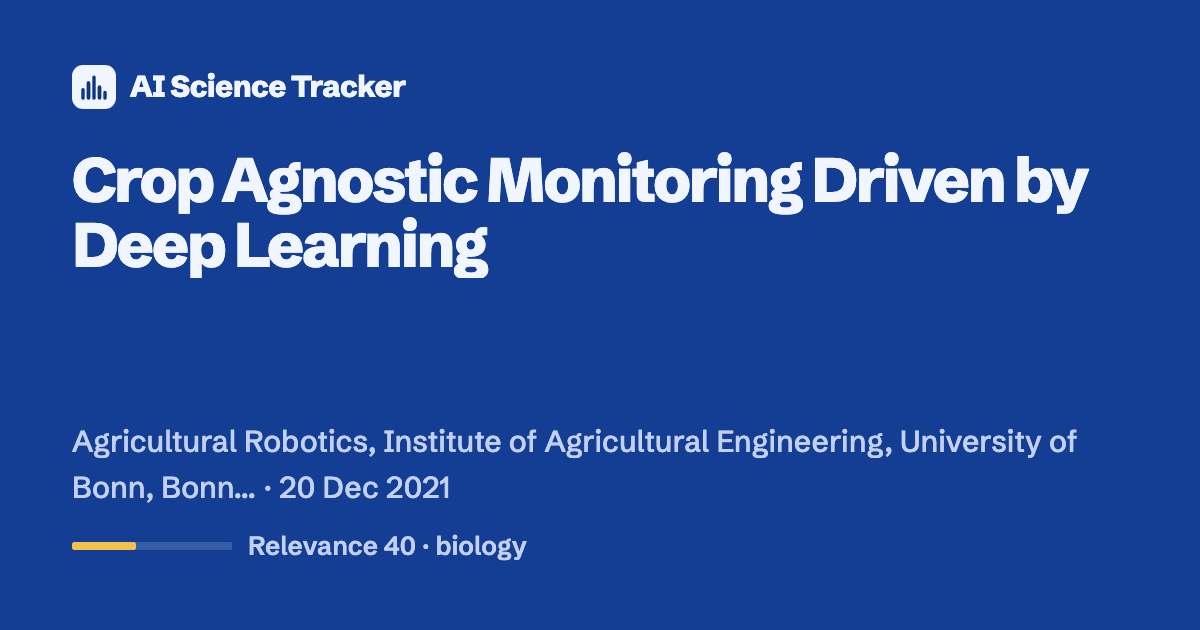 AI Science Tracker
Crop Agnostic Monitoring Driven by
Deep Learning
Agricultural Robotics, Institute of Agricultural Engineering, University of
Bonn, Bonn... · 20 Dec 2021
Relevance 40 · biology